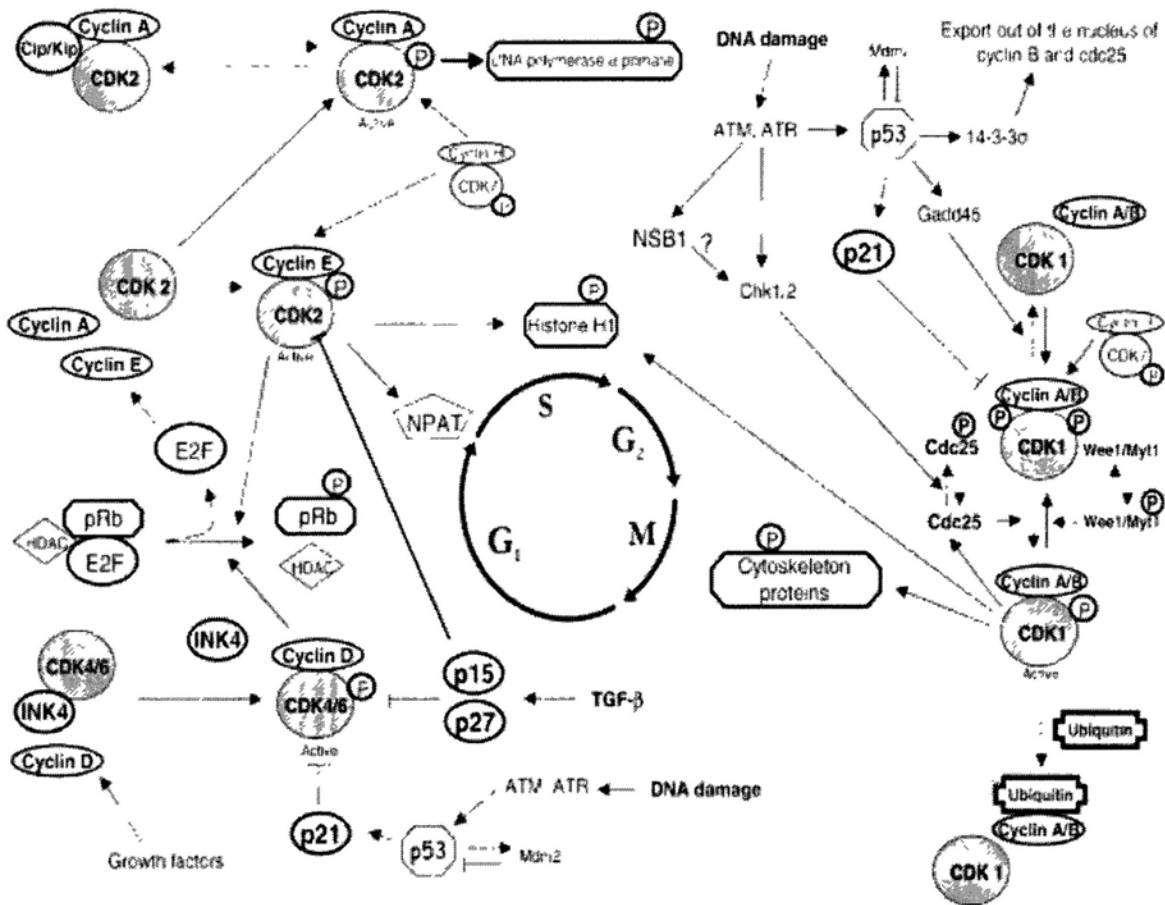 Cyclin A
Cip/Kip
CDK2
Cyclin A
P
CDK2
Active
P
DNA damage
Export out of the nucleus of
cyclin B and cdc25
ATM, ATR
p53
14-3-3σ
CDK7
Gadd45
Cyclin A/B
CDK 1
NSB1 ?
p21
Chk1,2
CDK 2
Cyclin E
P
CDK2
Active
P
Histone H1
Cyclin A
Cyclin E
NPAT
S
G2
M
G1
CDK7
P
Cyclin A/B
P
P
P
CDK1
Cdc25
Wee1/Myt1
P
Cdc25
Wee1/Myt1
E2F
pRb
HDAC
E2F
P
pRb
HDAC
P
Cytoskeleton
proteins
Cyclin A/B
P
CDK1
Active
INK4
CDK4/6
INK4
Cyclin D
Cyclin D
P
CDK4/6
Active
p15
p27
TGF-β
Ubiquitin
Ubiquitin
Cyclin A/B
CDK 1
ATM, ATR
DNA damage
p21
p53
Mdm2
Growth factors